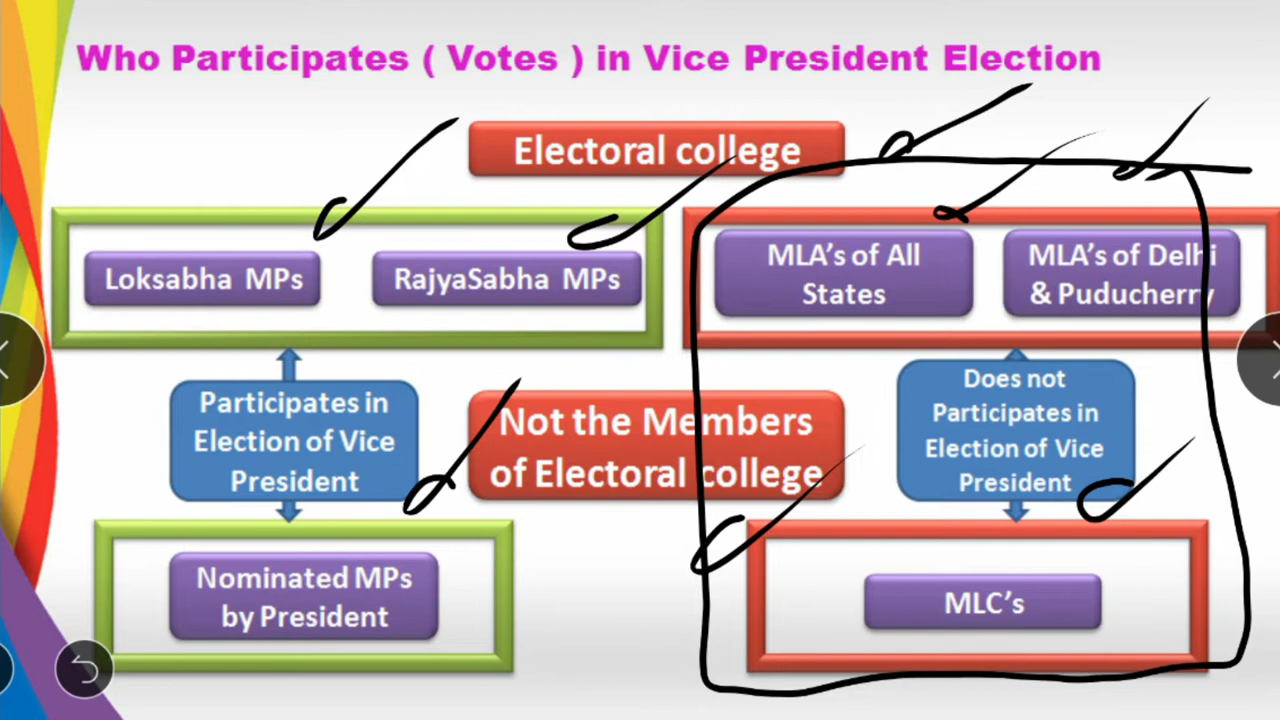 Who Participates ( Votes ) in Vice President Election
Electoral college
Loksabha MPs
RajyaSabha MPs
MLA's of All
States
MLA's of Delhi
& Puducherry
Participates in
Election of Vice
President
Not the Members
of Electoral college
Does not
Participates in
Election of Vice
President
Nominated MPs
by President
MLC's